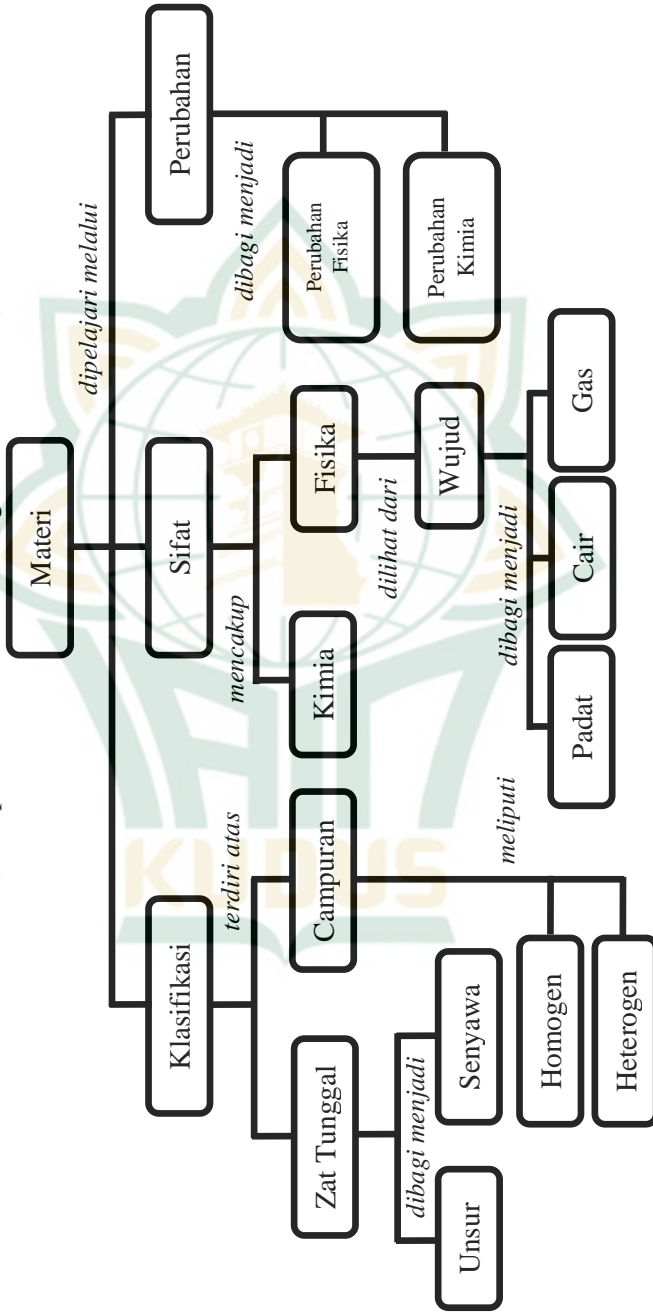 Materi
dipelajari melalui
Klasifikasi
Sifat
Perubahan
terdiri atas
mencakup
dibagi menjadi
Zat Tunggal
Campuran
Kimia
Fisika
Perubahan
Fisika
dibagi menjadi
meliputi
dilihat dari
Perubahan
Kimia
Unsur
Senyawa
Wujud
Homogen
Heterogen
dibagi menjadi
Padat
Cair
Gas
IAIN
KUDUS